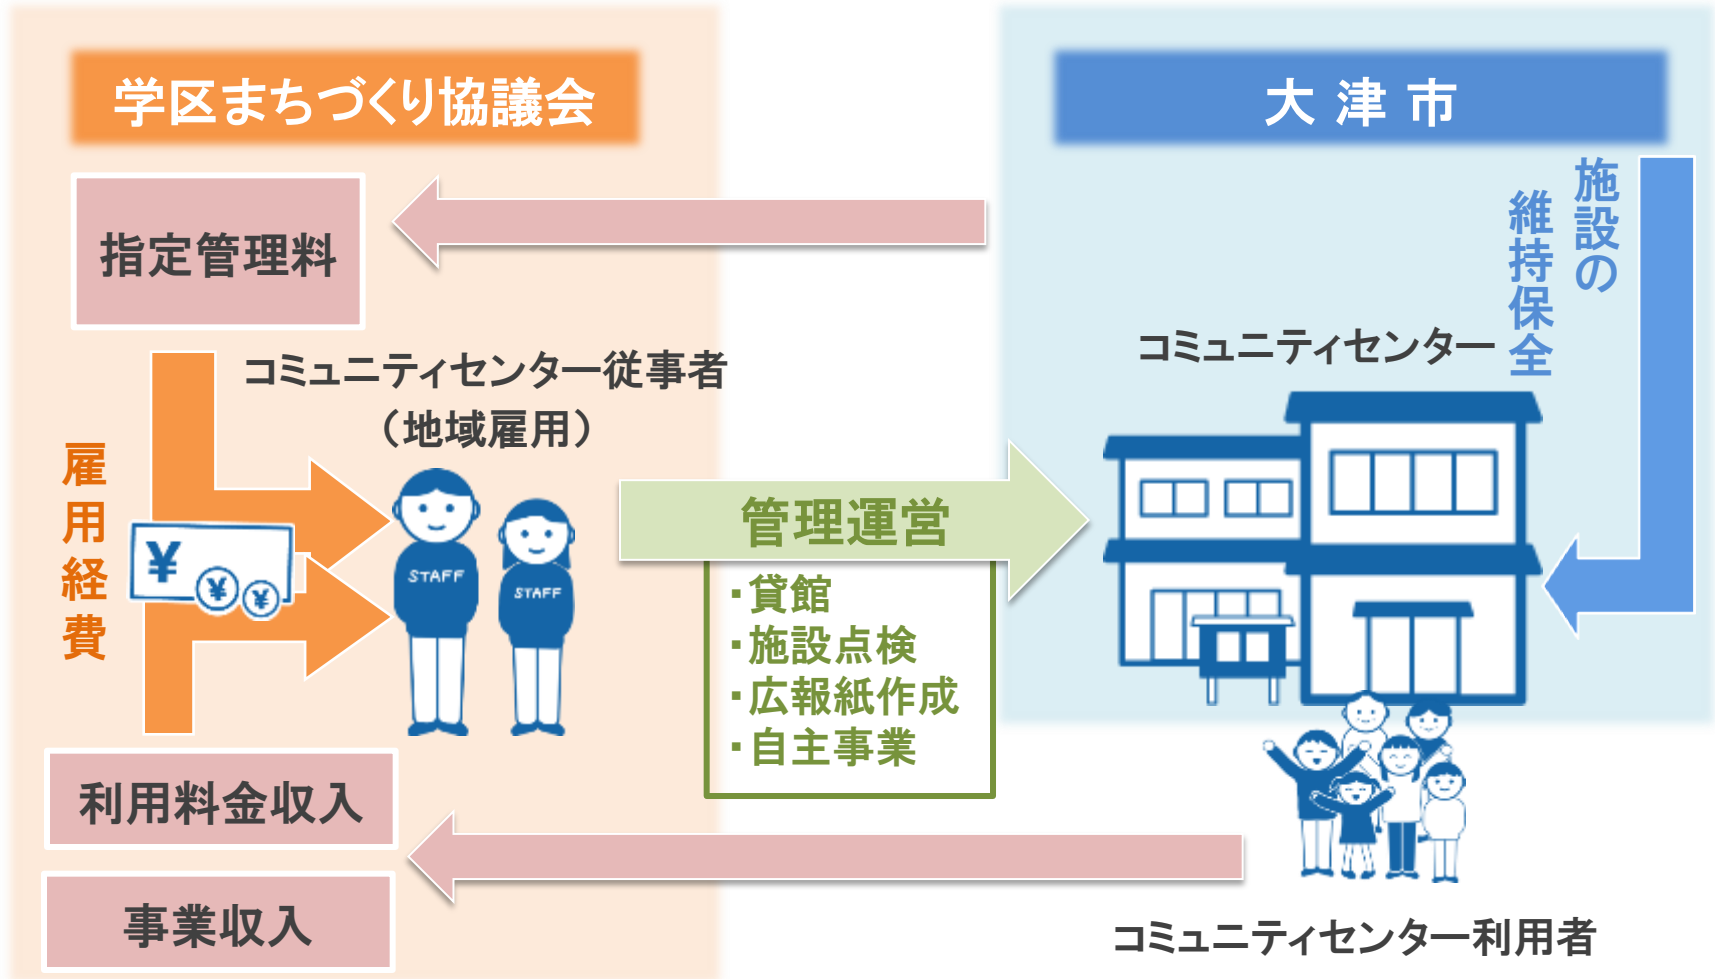 学区まちづくり協議会
大津市
指定管理料
施設の
維持保全
コミュニティセンター従事者
（地域雇用）
コミュニティセンター
雇用経費
¥
¥
¥
STAFF
STAFF
管理運営
・貸館
・施設点検
・広報紙作成
・自主事業
利用料金収入
事業収入
コミュニティセンター利用者